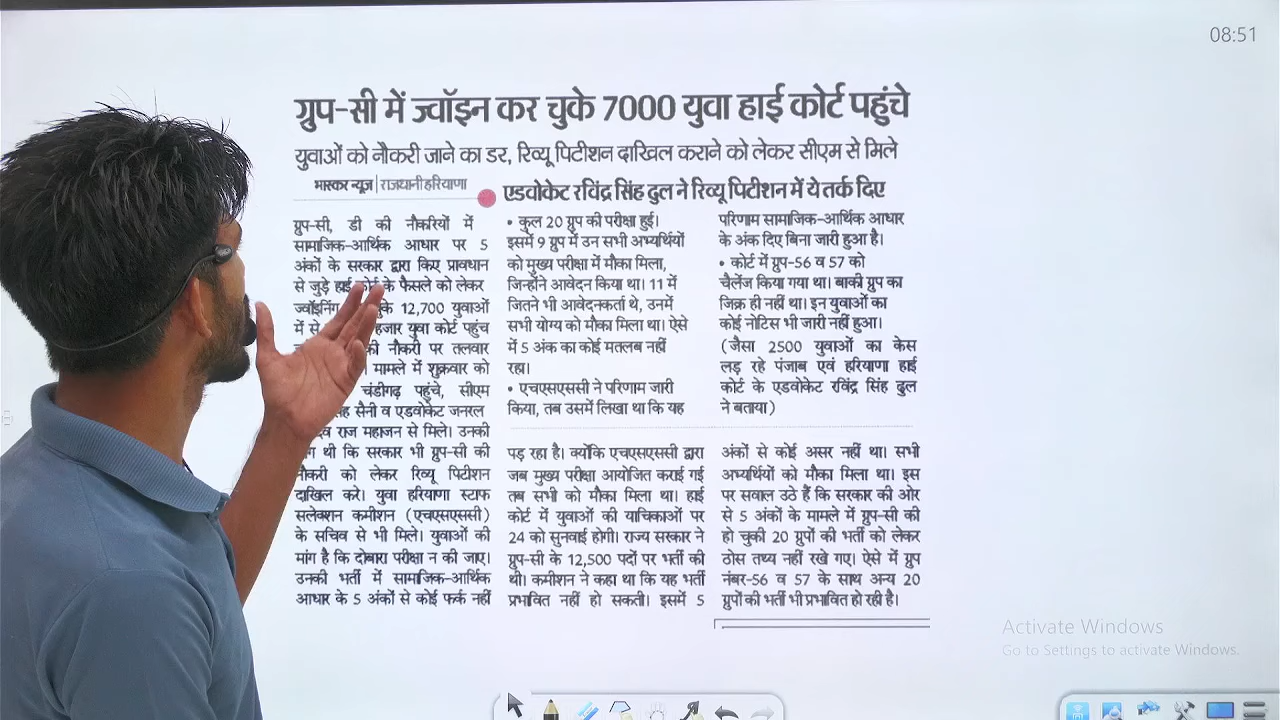 08:51
ग्रुप-सी में ज्वॉइन कर चुके 7000 युवा हाई कोर्ट पहुंचे
युवाओं को नौकरी जाने का डर, रिव्यू पिटीशन दाखिल कराने को लेकर सीएम से मिले
भास्कर न्यूज | राजधानी हरियाणा
ग्रुप-सी, डी की नौकरियों में
सामाजिक-आर्थिक आधार पर 5
अंकों के सरकार द्वारा किए प्रावधान
से जुड़े हाई कोर्ट के फैसले को लेकर
ज्वॉइनिंग चुके 12,700 युवाओं
में से हजार युवा कोर्ट पहुंच
की नौकरी पर तलवार
मामले में शुक्रवार को
चंडीगढ़ पहुंचे, सीएम
सैनी व एडवोकेट जनरल
राज महाजन से मिले। उनकी
थी कि सरकार भी ग्रुप-सी की
नौकरी को लेकर रिव्यू पिटीशन
दाखिल करे। युवा हरियाणा स्टाफ
सलेक्शन कमीशन (एचएसएससी)
के सचिव से भी मिले। युवाओं की
मांग है कि दोबारा परीक्षा न की जाए।
उनकी भर्ती में सामाजिक-आर्थिक
आधार के 5 अंकों से कोई फर्क नहीं
एडवोकेट रविंद्र सिंह ढुल ने रिव्यू पिटीशन में ये तर्क दिए
• कुल 20 ग्रुप की परीक्षा हुई।
इसमें 9 ग्रुप में उन सभी अभ्यर्थियों
को मुख्य परीक्षा में मौका मिला,
जिन्होंने आवेदन किया था। 11 में
जितने भी आवेदनकर्ता थे, उनमें
सभी योग्य को मौका मिला था। ऐसे
में 5 अंक का कोई मतलब नहीं
रहा।
• एचएसएससी ने परिणाम जारी
किया, तब उसमें लिखा था कि यह
परिणाम सामाजिक-आर्थिक आधार
के अंक दिए बिना जारी हुआ है।
• कोर्ट में ग्रुप-56 व 57 को
चैलेंज किया गया था। बाकी ग्रुप का
जिक्र ही नहीं था। इन युवाओं का
कोई नोटिस भी जारी नहीं हुआ।
(जैसा 2500 युवाओं का केस
लड़ रहे पंजाब एवं हरियाणा हाई
कोर्ट के एडवोकेट रविंद्र सिंह ढुल
ने बताया)
पड़ रहा है। क्योंकि एचएसएससी द्वारा
जब मुख्य परीक्षा आयोजित कराई गई
तब सभी को मौका मिला था। हाई
कोर्ट में युवाओं की याचिकाओं पर
24 को सुनवाई होगी। राज्य सरकार ने
ग्रुप-सी के 12,500 पदों पर भर्ती की
थी। कमीशन ने कहा था कि यह भर्ती
प्रभावित नहीं हो सकती। इसमें 5
अंकों से कोई असर नहीं था। सभी
अभ्यर्थियों को मौका मिला था। इस
पर सवाल उठे हैं कि सरकार की ओर
से 5 अंकों के मामले में ग्रुप-सी की
हो चुकी 20 ग्रुपों की भर्ती को लेकर
ठोस तथ्य नहीं रखे गए। ऐसे में ग्रुप
नंबर-56 व 57 के साथ अन्य 20
ग्रुपों की भर्ती भी प्रभावित हो रही है।
Activate Windows
Go to Settings to activate Windows.